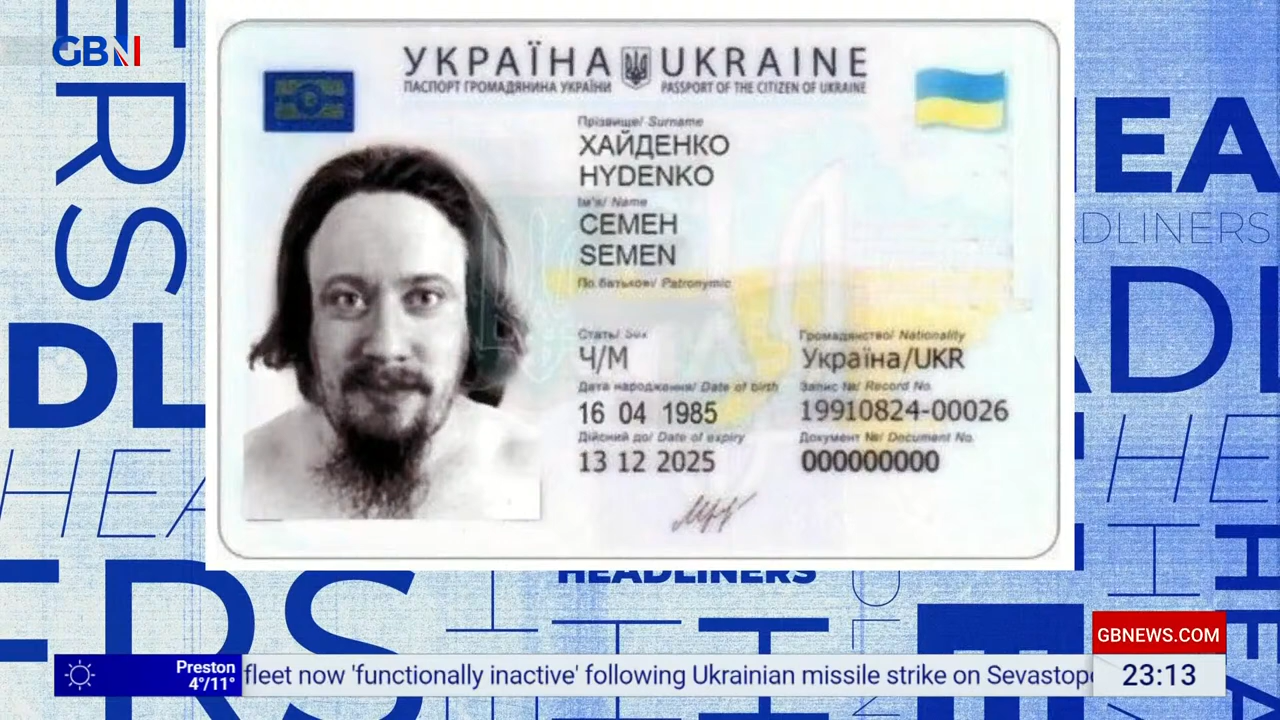 GBN
УКРАЇНА UKRAINE
ПАСПОРТ ГРОМАДЯНИНА УКРАЇНИ PASSPORT OF THE CITIZEN OF UKRAINE
Прізвище/ Surname
ХАЙДЕНКО
HYDENKO
Ім'я/ Name
СЕМЕН
SEMEN
По батькові/ Patronymic
Стать/ Sex
Ч/М
Громадянство/ Nationality
Україна/UKR
Дата народження/ Date of birth
16 04 1985
Запис №/ Record No.
19910824-00026
Дійсний до/ Date of expiry
13 12 2025
Документ №/ Document No.
000000000
HEADLINERS
GBNEWS.COM
Preston
4°/11°
fleet now 'functionally inactive' following Ukrainian missile strike on Sevastop
23:13